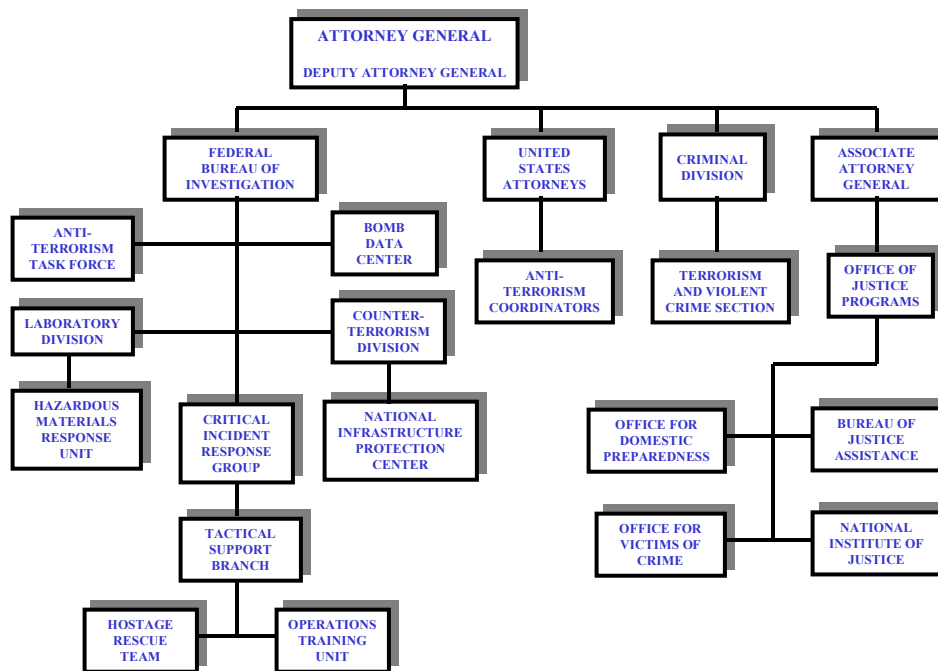 ATTORNEY GENERAL
DEPUTY ATTORNEY GENERAL
FEDERAL
BUREAU OF
INVESTIGATION
UNITED
STATES
ATTORNEYS
CRIMINAL
DIVISION
ASSOCIATE
ATTORNEY
GENERAL
ANTI-
TERRORISM
TASK FORCE
BOMB
DATA
CENTER
ANTI-
TERRORISM
COORDINATORS
TERRORISM
AND VIOLENT
CRIME SECTION
OFFICE OF
JUSTICE
PROGRAMS
LABORATORY
DIVISION
COUNTER-
TERRORISM
DIVISION
HAZARDOUS
MATERIALS
RESPONSE
UNIT
CRITICAL
INCIDENT
RESPONSE
GROUP
NATIONAL
INFRASTRUCTURE
PROTECTION
CENTER
OFFICE FOR
DOMESTIC
PREPAREDNESS
BUREAU OF
JUSTICE
ASSISTANCE
TACTICAL
SUPPORT
BRANCH
OFFICE FOR
VICTIMS OF
CRIME
NATIONAL
INSTITUTE OF
JUSTICE
HOSTAGE
RESCUE
TEAM
OPERATIONS
TRAINING
UNIT